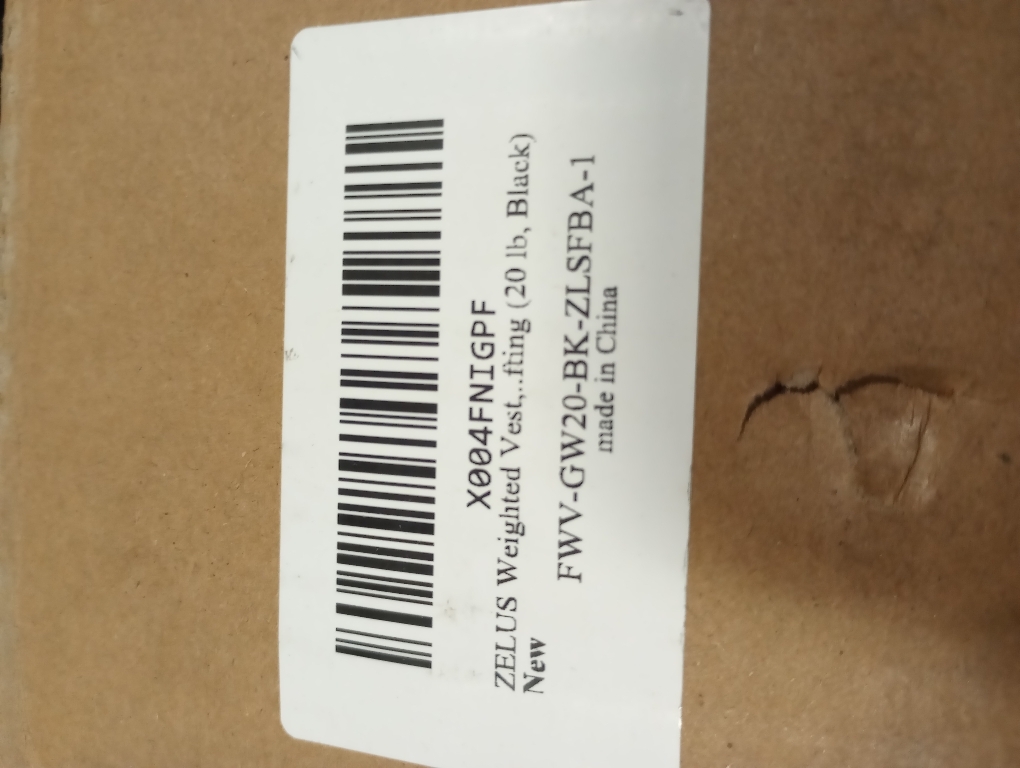 X004FNIGPF
ZELUS Weighted Vest,...fting (20 lb, Black)
New
FWV-GW20-BK-ZLSFBA-1
made in China